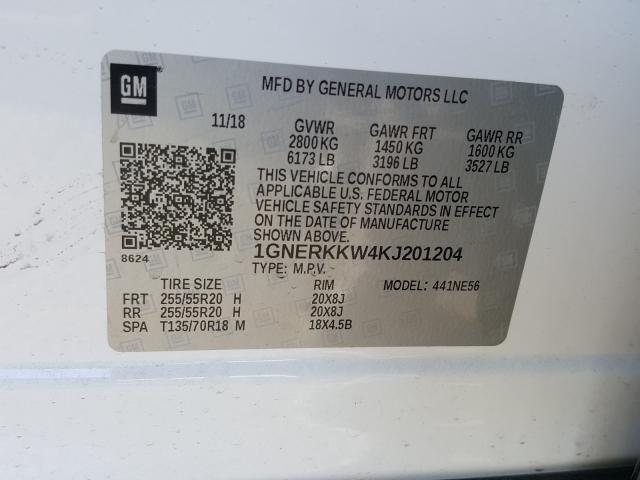 GM
MFD BY GENERAL MOTORS LLC
11/18 GVWR GAWR FRT GAWR RR
2800 KG 1450 KG 1600 KG
6173 LB 3196 LB 3527 LB
THIS VEHICLE CONFORMS TO ALL
APPLICABLE U.S. FEDERAL MOTOR
VEHICLE SAFETY STANDARDS IN EFFECT
ON THE DATE OF MANUFACTURE
SHOWN ABOVE.
8624 1GNERKKW4KJ201204
TYPE: M.P.V.
TIRE SIZE RIM MODEL: 441NE56
FRT 255/55R20 H 20X8J
RR 255/55R20 H 20X8J
SPA T135/70R18 M 18X4.5B